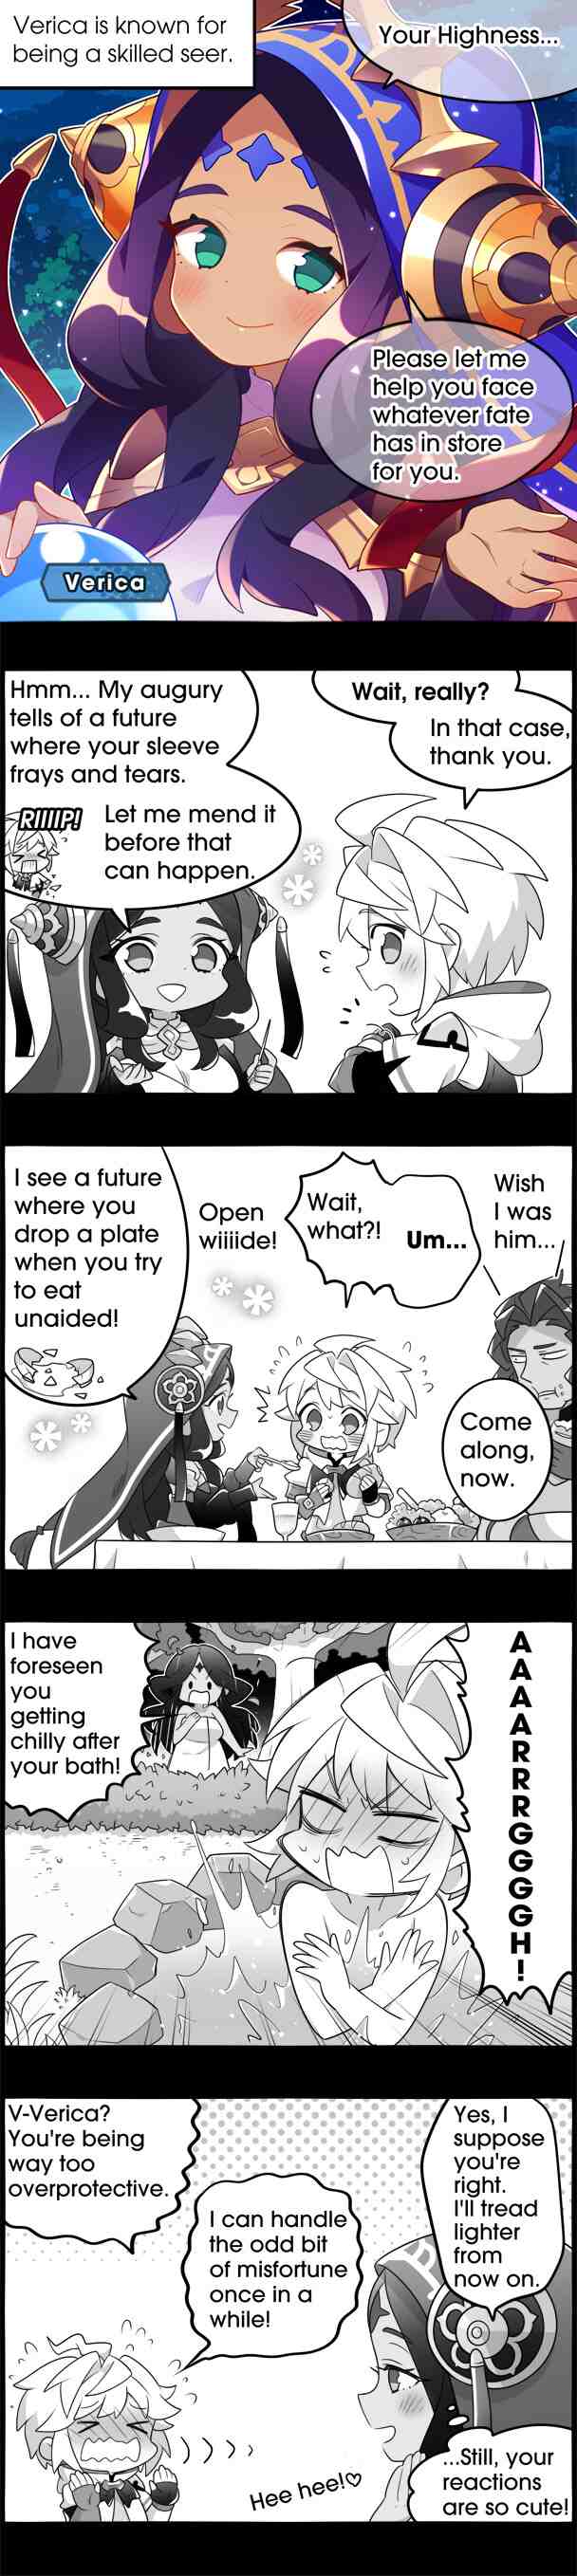 Verica is known for
being a skilled seer.
Your Highness...
Please let me
help you face
whatever fate
has in store
for you.
Verica
Hmm... My augury
tells of a future
where your sleeve
frays and tears.
RIIIIP!
Let me mend it
before that
can happen.
Wait, really?
In that case,
thank you.
I see a future
where you
drop a plate
when you try
to eat
unaided!
Open
wiiiide!
Wait,
what?!
Um...
Wish
I was
him...
Come
along,
now.
I have
foreseen
you
getting
chilly after
your bath!
AAAARRRGGGGH!
V-Verica?
You're being
way too
overprotective.
I can handle
the odd bit
of misfortune
once in a
while!
Yes, I
suppose
you're
right.
I'll tread
lighter
from
now on.
Hee hee!♡
...Still, your
reactions
are so cute!